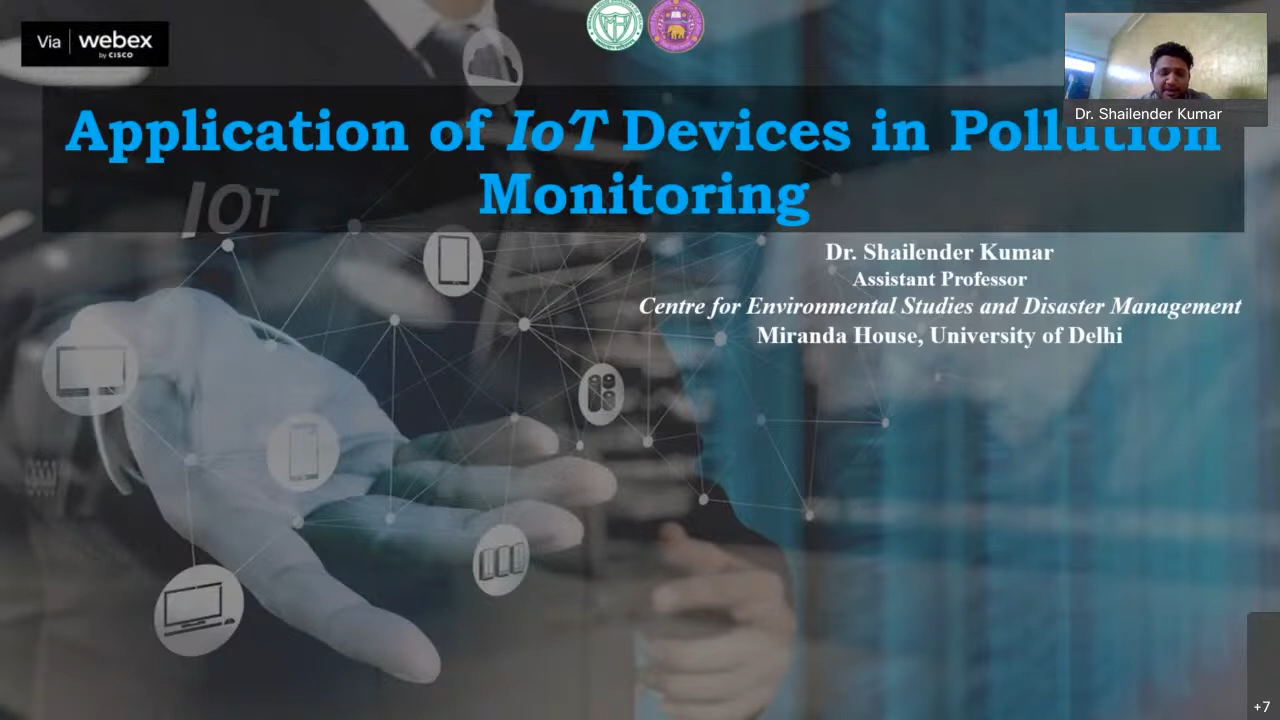 Via | webex
by CISCO
Dr. Shailender Kumar
Application of IoT Devices in Pollution
Monitoring
IOT
Dr. Shailender Kumar
Assistant Professor
Centre for Environmental Studies and Disaster Management
Miranda House, University of Delhi
+7